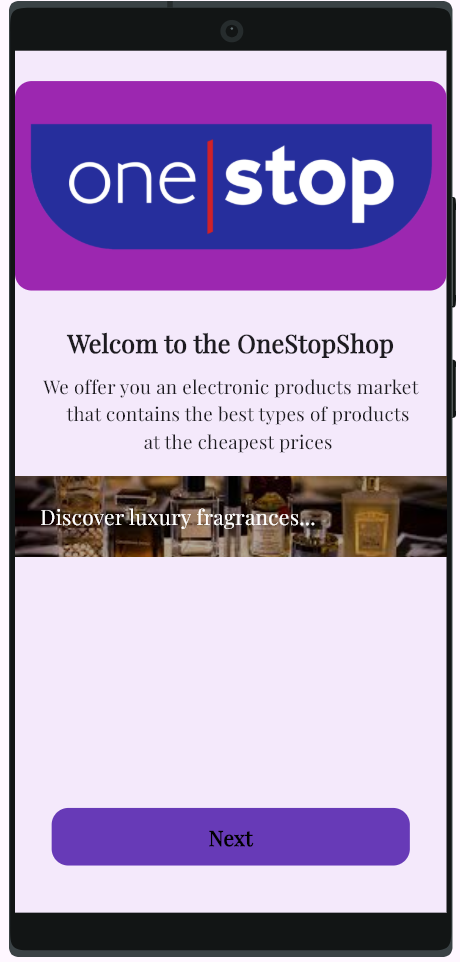 one|stop
Welcom to the OneStopShop
We offer you an electronic products market
that contains the best types of products
at the cheapest prices
Discover luxury fragrances...
Next